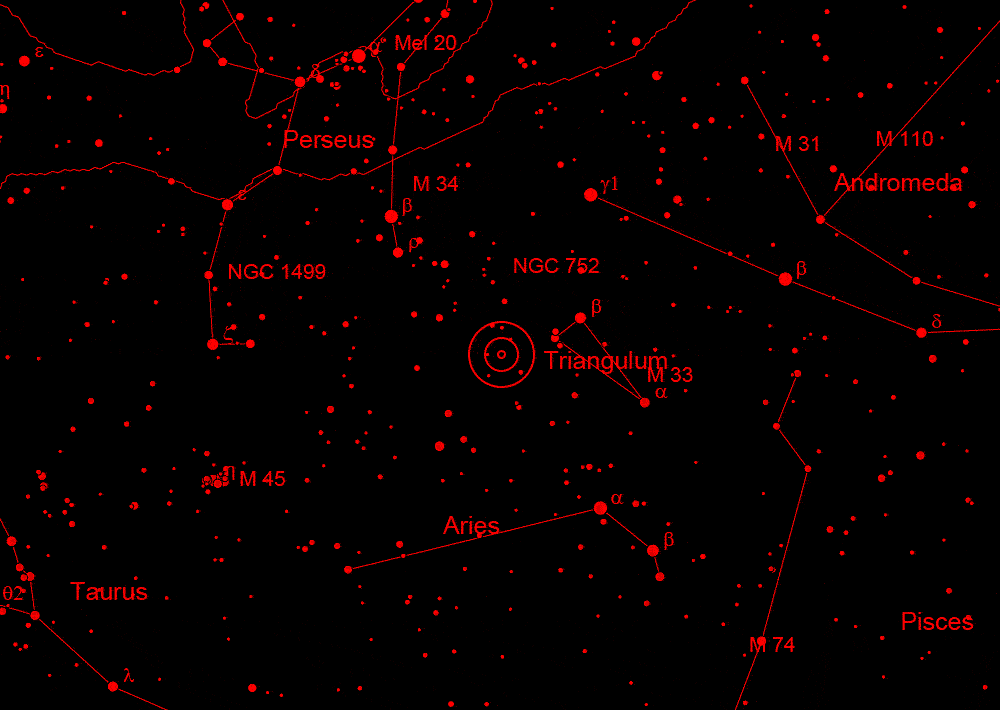 ε
α
Mel 20
δ
η
Perseus
M 31
M 110
M 34
γ1
Andromeda
ε
β
ρ
NGC 1499
NGC 752
β
β
δ
ζ
Triangulum
M 33
α
η
M 45
α
Aries
β
θ2
Taurus
Pisces
M 74
λ